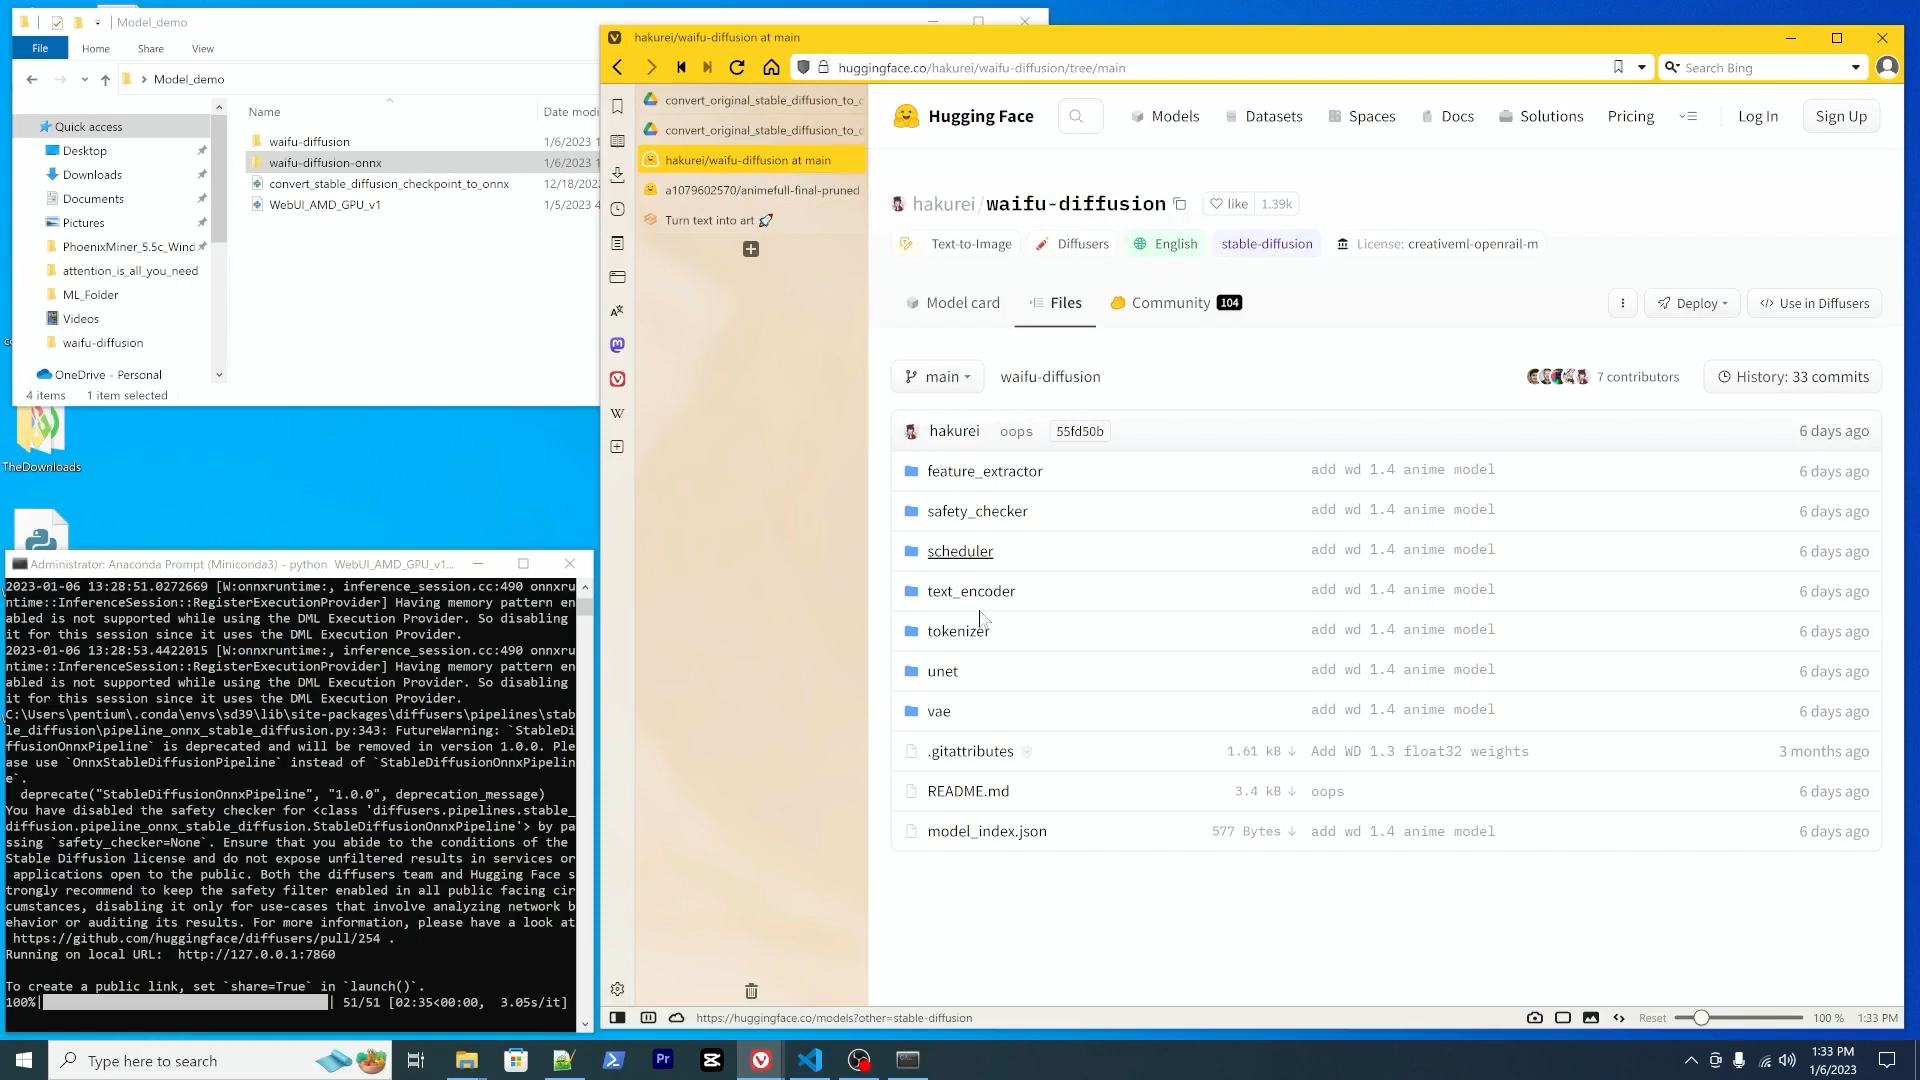 Model_demo
File
Home
Share
View
Model_demo
Quick access
Desktop
Downloads
Documents
Pictures
PhoenixMiner_5.5c_Wind
attention_is_all_you_need
ML_Folder
Videos
waifu-diffusion
OneDrive - Personal
Name
Date modi
waifu-diffusion
1/6/2023 1
waifu-diffusion-onnx
1/6/2023 1
convert_stable_diffusion_checkpoint_to_onnx
12/18/202
WebUI_AMD_GPU_v1
1/5/2023 4
4 items
1 item selected
TheDownloads
Administrator: Anaconda Prompt (Miniconda3) - python  WebUI_AMD_GPU_v1...
2023-01-06 13:28:51.0272669 [W:onnxruntime:, inference_session.cc:490 onnxru
ntime::InferenceSession::RegisterExecutionProvider] Having memory pattern en
abled is not supported while using the DML Execution Provider. So disabling
it for this session since it uses the DML Execution Provider.
2023-01-06 13:28:53.4422015 [W:onnxruntime:, inference_session.cc:490 onnxru
ntime::InferenceSession::RegisterExecutionProvider] Having memory pattern en
abled is not supported while using the DML Execution Provider. So disabling
it for this session since it uses the DML Execution Provider.
C:\Users\pentium\.conda\envs\sd39\lib\site-packages\diffusers\pipelines\stab
le_diffusion\pipeline_onnx_stable_diffusion.py:343: FutureWarning: `StableDi
ffusionOnnxPipeline` is deprecated and will be removed in version 1.0.0. Ple
ase use `OnnxStableDiffusionPipeline` instead of `StableDiffusionOnnxPipelin
e`.
deprecate("StableDiffusionOnnxPipeline", "1.0.0", deprecation_message)
You have disabled the safety checker for <class 'diffusers.pipelines.stable_
diffusion.pipeline_onnx_stable_diffusion.StableDiffusionOnnxPipeline'> by pa
ssing `safety_checker=None`. Ensure that you abide to the conditions of the
Stable Diffusion license and do not expose unfiltered results in services or
applications open to the public. Both the diffusers team and Hugging Face s
trongly recommend to keep the safety filter enabled in all public facing cir
cumstances, disabling it only for use-cases that involve analyzing network b
ehavior or auditing its results. For more information, please have a look at
https://github.com/huggingface/diffusers/pull/254 .
Running on local URL:  http://127.0.0.1:7860
To create a public link, set `share=True` in `launch()`.
100%| | 51/51 [02:35<00:00,  3.05s/it]
hakurei/waifu-diffusion at main
huggingface.co/hakurei/waifu-diffusion/tree/main
Search Bing
convert_original_stable_diffusion_to_c
convert_original_stable_diffusion_to_c
hakurei/waifu-diffusion at main
a1079602570/animefull-final-pruned
Turn text into art 🚀
Hugging Face
Models
Datasets
Spaces
Docs
Solutions
Pricing
Log In
Sign Up
hakurei/waifu-diffusion
like 1.39k
Text-to-Image
Diffusers
English
stable-diffusion
License: creativeml-openrail-m
Model card
Files
Community 104
Deploy
Use in Diffusers
main
waifu-diffusion
7 contributors
History: 33 commits
hakurei oops 55fd50b 6 days ago
feature_extractor add wd 1.4 anime model 6 days ago
safety_checker add wd 1.4 anime model 6 days ago
scheduler add wd 1.4 anime model 6 days ago
text_encoder add wd 1.4 anime model 6 days ago
tokenizer add wd 1.4 anime model 6 days ago
unet add wd 1.4 anime model 6 days ago
vae add wd 1.4 anime model 6 days ago
.gitattributes 1.61 kB ↓ Add WD 1.3 float32 weights 3 months ago
README.md 3.4 kB ↓ oops 6 days ago
model_index.json 577 Bytes ↓ add wd 1.4 anime model 6 days ago
https://huggingface.co/models?other=stable-diffusion
Reset
100 %
1:33 PM
Type here to search
Pr
1:33 PM
1/6/2023